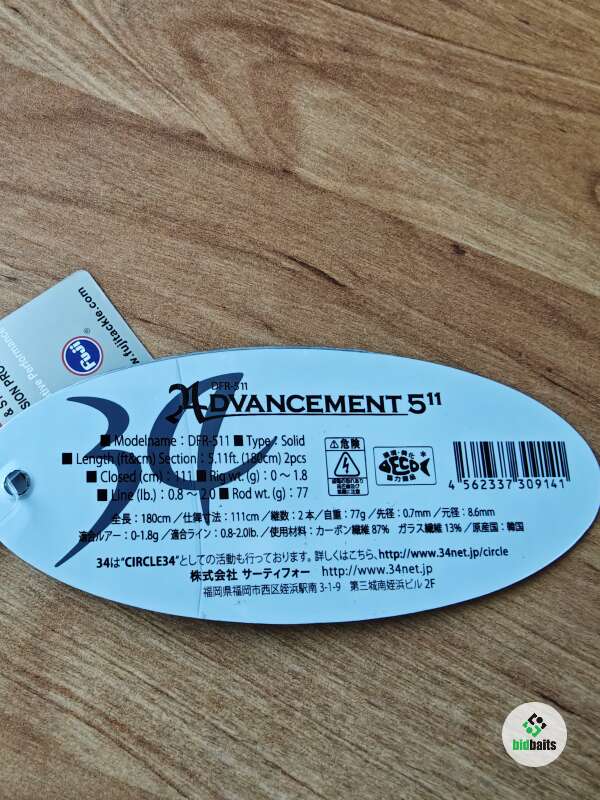 www.fujitackle.com
Fuji
®
DFR-511
ADVANCEMENT 5¹¹
■ Modelname：DFR-511 ■ Type：Solid
■ Length (ft&cm) Section：5.11ft. (180cm) 2pcs
■ Closed (cm)：111 ■ Rig wt. (g)：0～1.8
■ Line (lb.)：0.8～2.0 ■ Rod wt. (g)：77
⚠危険
ECO
4 562337 309141
全長：180cm／仕舞寸法：111cm／継数：2本／自重：77g／先径：0.7mm／元径：8.6mm
適合ルアー：0-1.8g／適合ライン：0.8-2.0lb.／使用材料：カーボン繊維 87%　ガラス繊維 13%／原産国：韓国
34は“CIRCLE34”としての活動も行っております。詳しくはこちら、http://www.34net.jp/circle
株式会社 サーティフォー　http://www.34net.jp/
福岡県福岡市西区姪浜駅南 3-1-9　第三城南姪浜ビル 2F
bidbaits